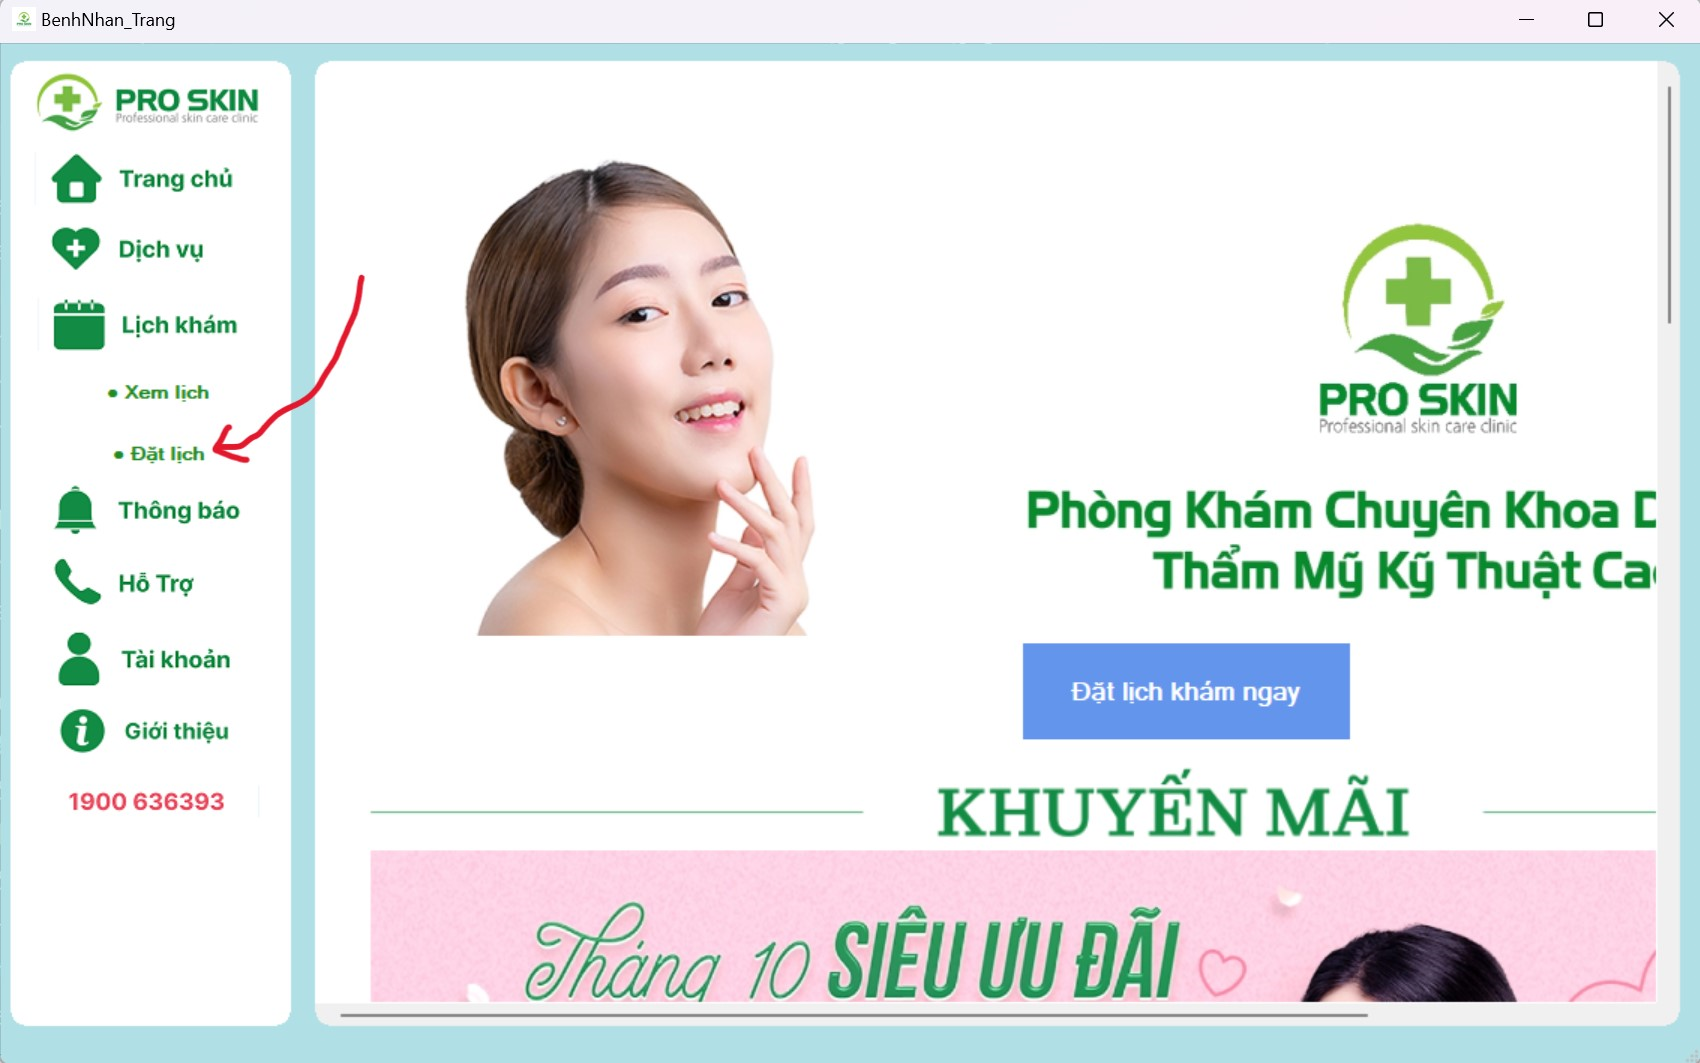 BenhNhan_Trang
PRO SKIN
Professional skin care clinic
Trang chủ
Dịch vụ
Lịch khám
• Xem lịch
• Đặt lịch
Thông báo
Hỗ Trợ
Tài khoản
Giới thiệu
1900 636393
PRO SKIN
Professional skin care clinic
Phòng Khám Chuyên Khoa D
Thẩm Mỹ Kỹ Thuật Cao
Đặt lịch khám ngay
KHUYẾN MÃI
Tháng 10 SIÊU ƯU ĐÃI